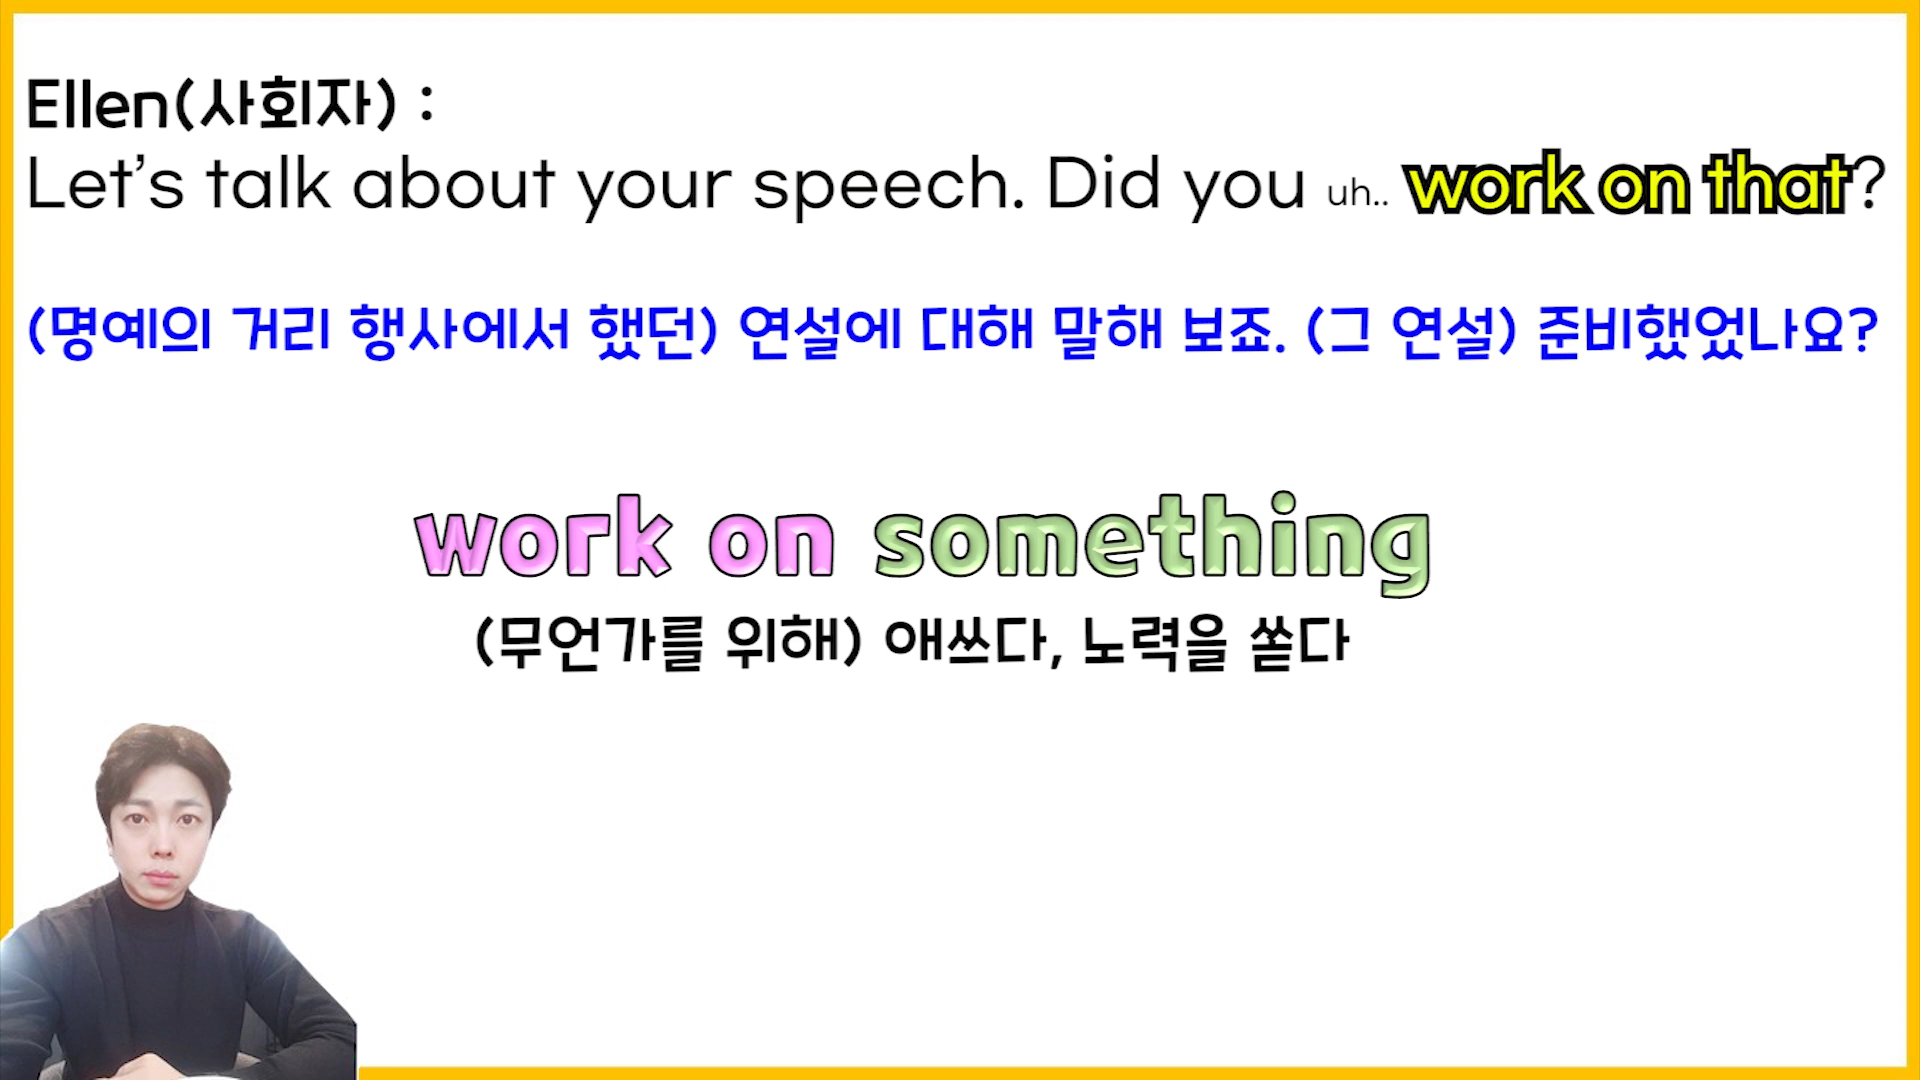 Ellen(사회자) :
Let’s talk about your speech. Did you uh.. work on that?
(명예의 거리 행사에서 했던) 연설에 대해 말해 보죠. (그 연설) 준비했었나요?
work on something
(무언가를 위해) 애쓰다, 노력을 쏟다